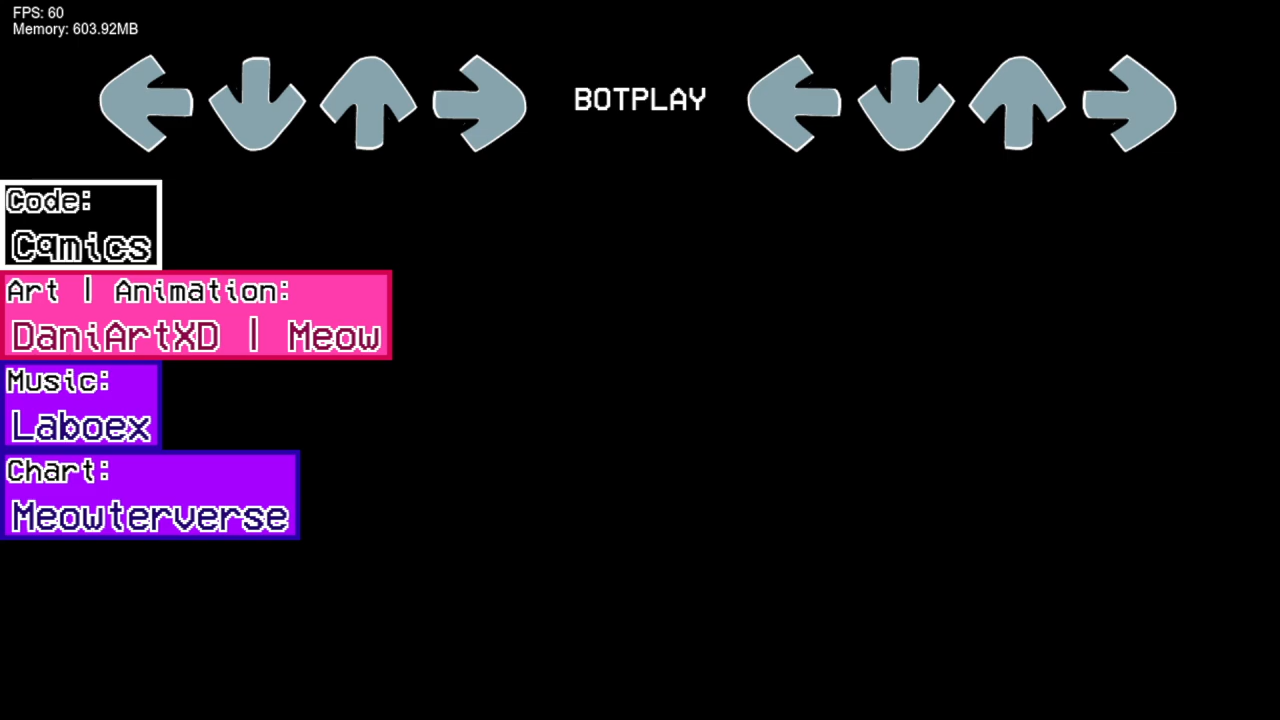 FPS: 60
Memory: 603.92MB
BOTPLAY
Code:
Cqmics
Art | Animation:
DaniArtXD | Meow
Music:
Laboex
Chart:
Meowterverse